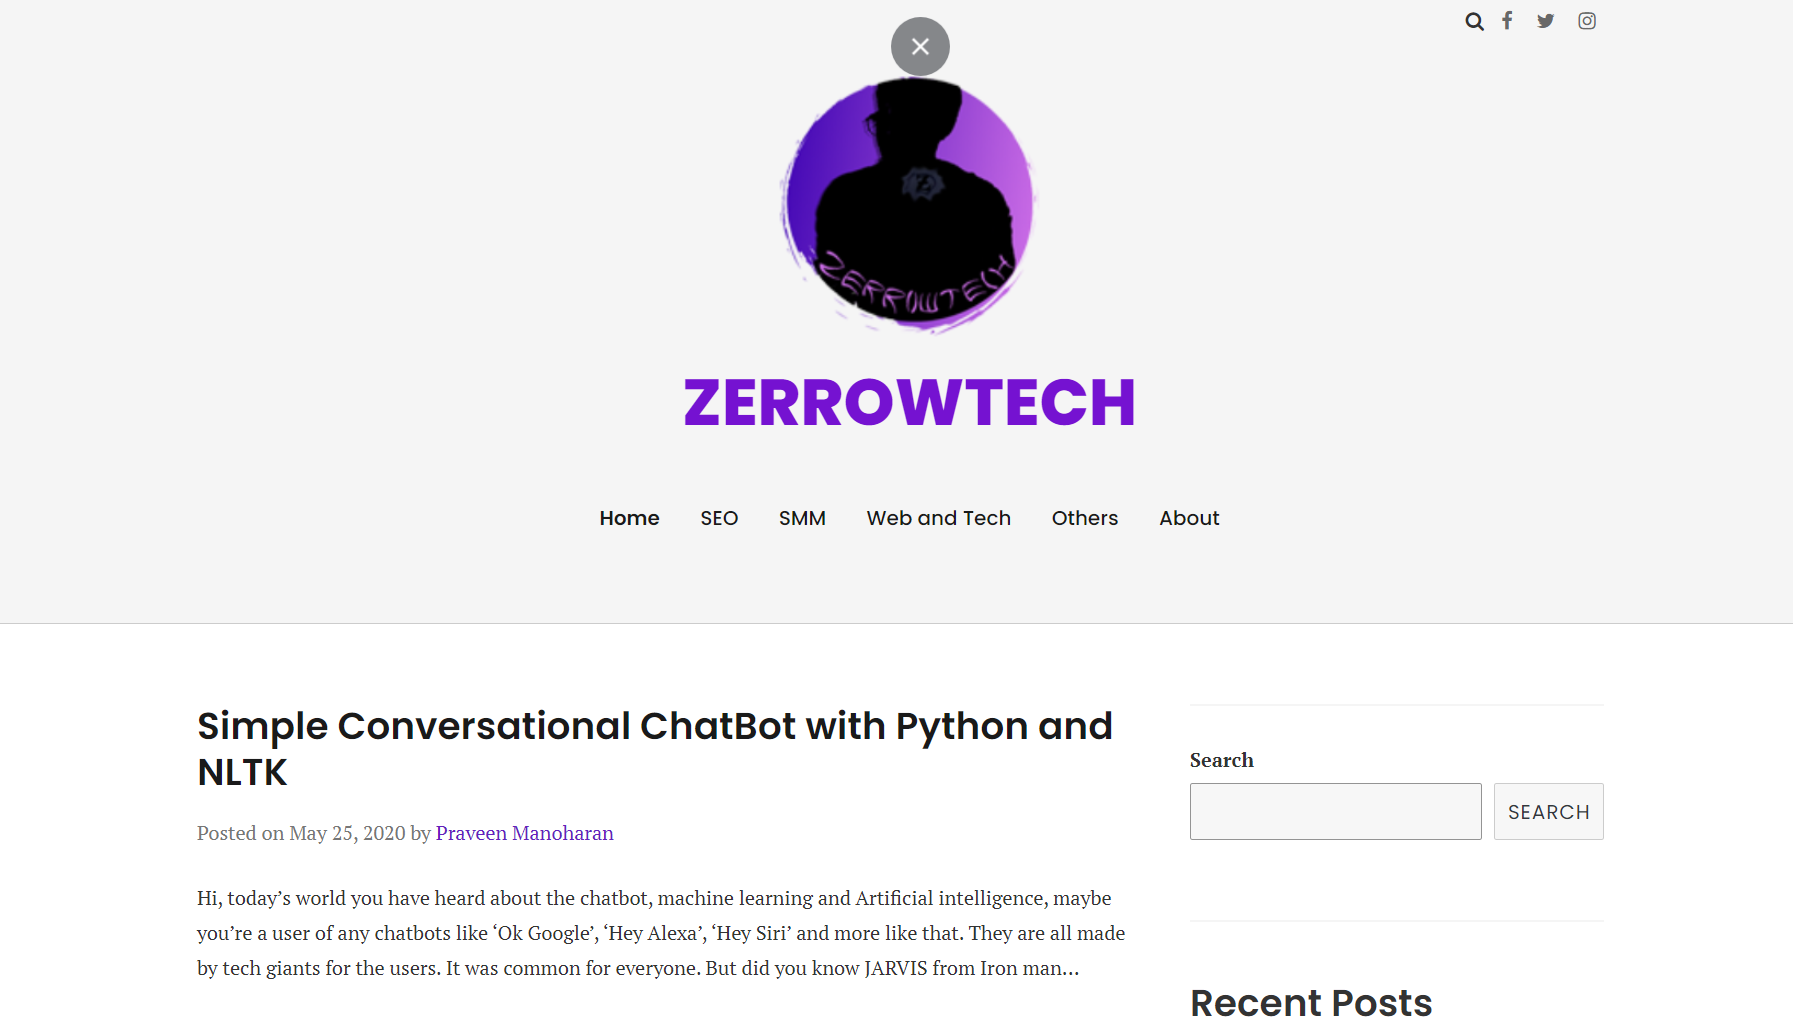 Z
ZERROWTECH
ZERROWTECH
Home SEO SMM Web and Tech Others About
Simple Conversational ChatBot with Python and
NLTK
Posted on May 25, 2020 by Praveen Manoharan
Hi, today’s world you have heard about the chatbot, machine learning and Artificial intelligence, maybe
you’re a user of any chatbots like ‘Ok Google’, ‘Hey Alexa’, ‘Hey Siri’ and more like that. They are all made
by tech giants for the users. It was common for everyone. But did you know JARVIS from Iron man…
Search
SEARCH
Recent Posts